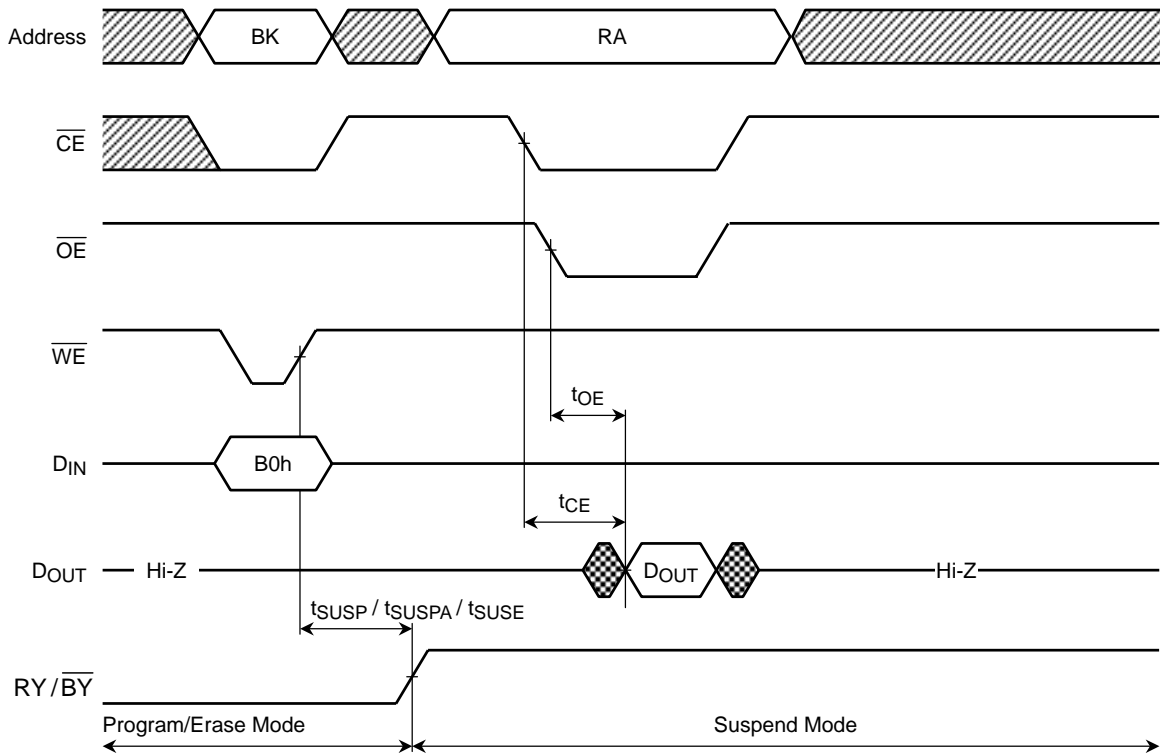 Address BK RA
CE
OE
WE
tOE
DIN B0h
tCE
DOUT Hi-Z DOUT Hi-Z
tSUSP / tSUSPA / tSUSE
RY / BY
Program/Erase Mode Suspend Mode